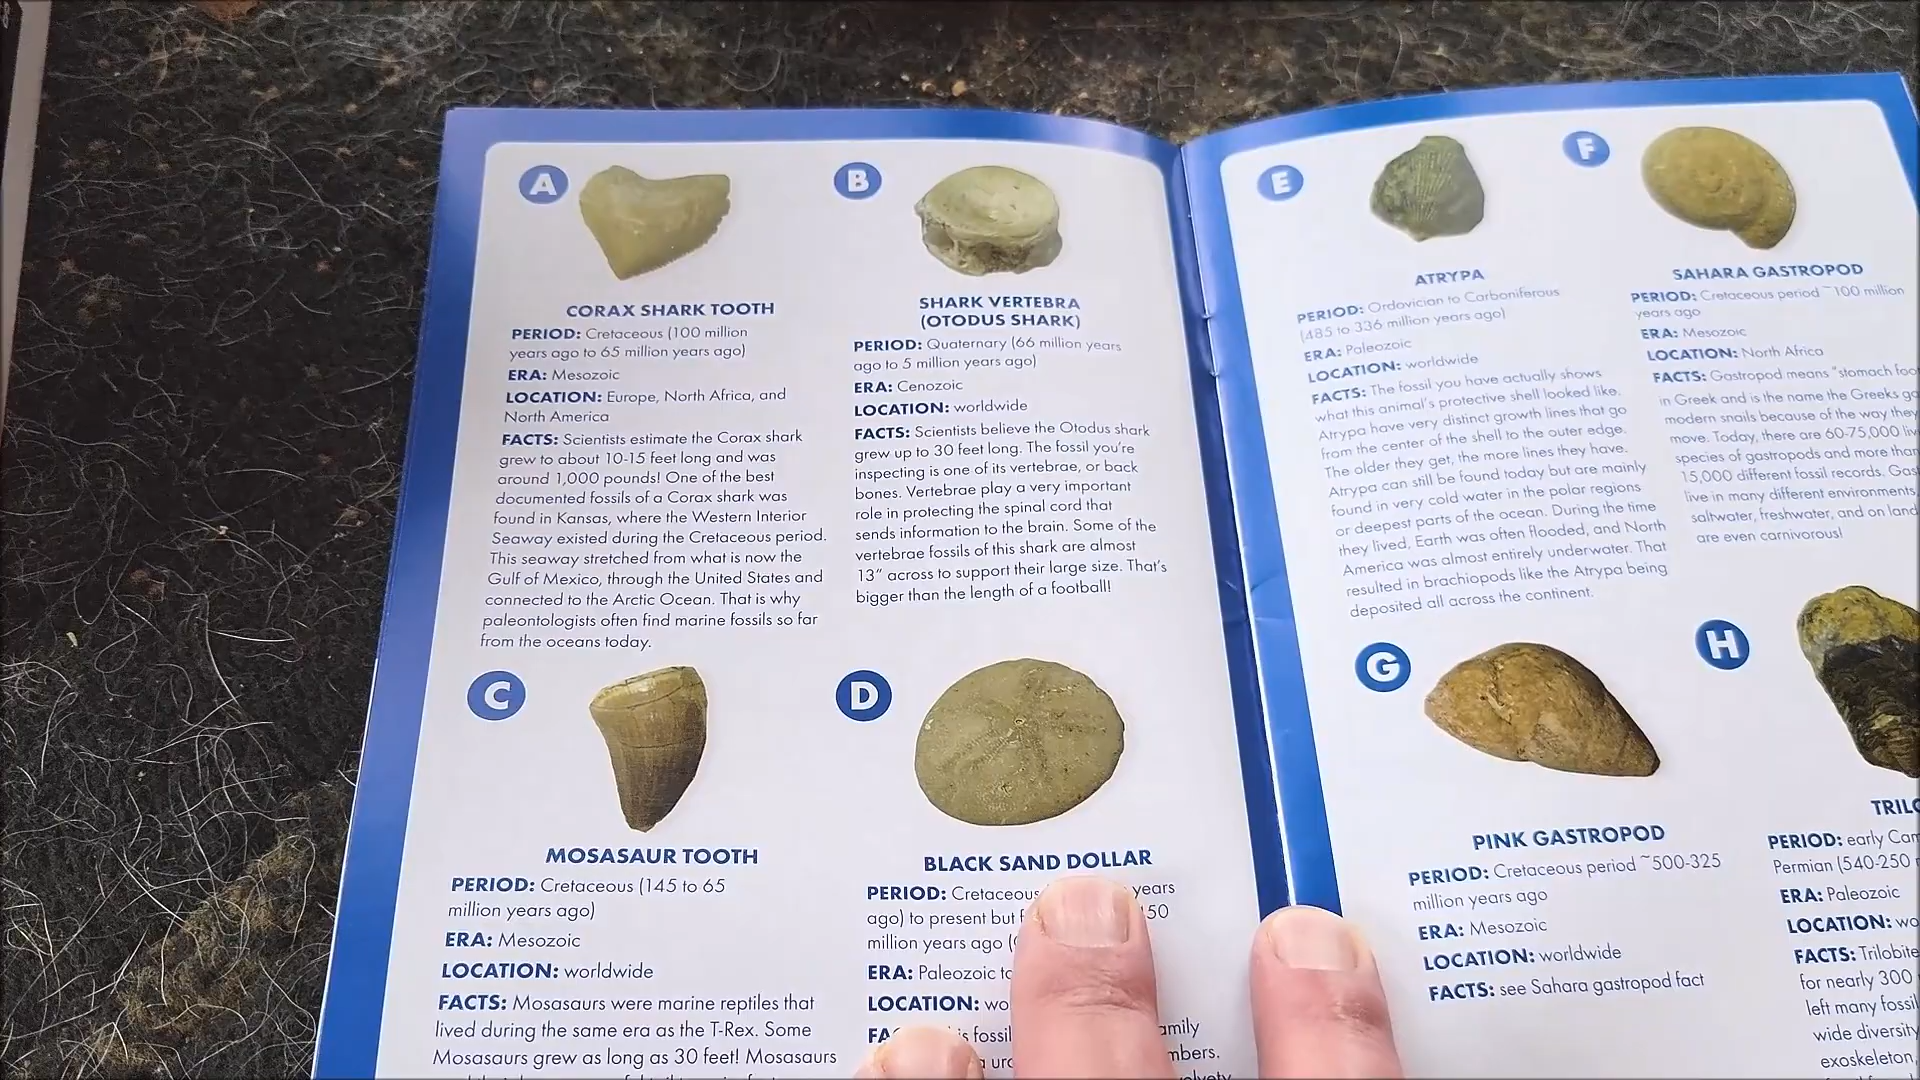 A
CORAX SHARK TOOTH
PERIOD: Cretaceous (100 million
years ago to 65 million years ago)
ERA: Mesozoic
LOCATION: Europe, North Africa, and
North America
FACTS: Scientists estimate the Corax shark
grew to about 10-15 feet long and was
around 1,000 pounds! One of the best
documented fossils of a Corax shark was
found in Kansas, where the Western Interior
Seaway existed during the Cretaceous period.
This seaway stretched from what is now the
Gulf of Mexico, through the United States and
connected to the Arctic Ocean. That is why
paleontologists often find marine fossils so far
from the oceans today.
B
SHARK VERTEBRA
(OTODUS SHARK)
PERIOD: Quaternary (66 million years
ago to 5 million years ago)
ERA: Cenozoic
LOCATION: worldwide
FACTS: Scientists believe the Otodus shark
grew up to 30 feet long. The fossil you're
inspecting is one of its vertebrae, or back
bones. Vertebrae play a very important
role in protecting the spinal cord that
sends information to the brain. Some of the
vertebrae fossils of this shark are almost
13" across to support their large size. That's
bigger than the length of a football!
C
MOSASAUR TOOTH
PERIOD: Cretaceous (145 to 65
million years ago)
ERA: Mesozoic
LOCATION: worldwide
FACTS: Mosasaurs were marine reptiles that
lived during the same era as the T-Rex. Some
Mosasaurs grew as long as 30 feet! Mosasaurs
D
BLACK SAND DOLLAR
PERIOD: Cretaceous years
ago) to present but
million years ago
ERA: Paleozoic
LOCATION:
fossil
E
ATRYPA
PERIOD: Ordovician to Carboniferous
(485 to 336 million years ago)
ERA: Paleozoic
LOCATION: worldwide
FACTS: The fossil you have actually shows
what this animal's protective shell looked like.
Atrypa have very distinct growth lines that go
from the center of the shell to the outer edge.
The older they get, the more lines they have.
Atrypa can still be found today but are mainly
found in very cold water in the polar regions
or deepest parts of the ocean. During the time
they lived, Earth was often flooded, and North
America was almost entirely underwater. That
resulted in brachiopods like the Atrypa being
deposited all across the continent.
F
SAHARA GASTROPOD
PERIOD: Cretaceous period ~100 million
years ago
ERA: Mesozoic
LOCATION: North Africa
FACTS: Gastropod means "stomach
in Greek and is the name the Greeks
modern snails because of the way they
move. Today, there are 60-75,000
species of gastropods and more than
15,000 different fossil records.
live in many different environments
saltwater, freshwater, and on land
are even carnivorous!
G
PINK GASTROPOD
PERIOD: Cretaceous period ~500-325
million years ago
ERA: Mesozoic
LOCATION: worldwide
FACTS: see Sahara gastropod fact
H
PERIOD: early
Permian (540-250
ERA: Paleozoic
LOCATION:
FACTS:
for nearly 300
left many
wide diversity
exoskeleton,